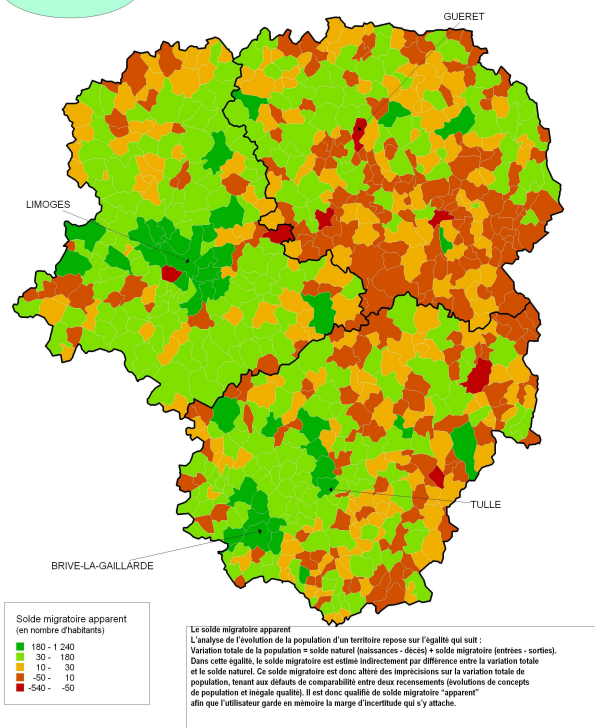 GUERET
LIMOGES
TULLE
BRIVE-LA-GAILLARDE
Solde migratoire apparent
(en nombre d'habitants)
180 - 1 240
30 - 180
10 - 30
-50 - 10
-540 - -50
Le solde migratoire apparent
L'analyse de l'évolution de la population d'un territoire repose sur l'égalité qui suit :
Variation totale de la population = solde naturel (naissances - décès) + solde migratoire (entrées - sorties).
Dans cette égalité, le solde migratoire est estimé indirectement par différence entre la variation totale
et le solde naturel. Ce solde migratoire est donc altéré des imprécisions sur la variation totale de
population, tenant aux défauts de comparabilité entre deux recensements (évolutions de concepts
de population et inégale qualité). Il est donc qualifié de solde migratoire "apparent"
afin que l'utilisateur garde en mémoire la marge d'incertitude qui s'y attache.